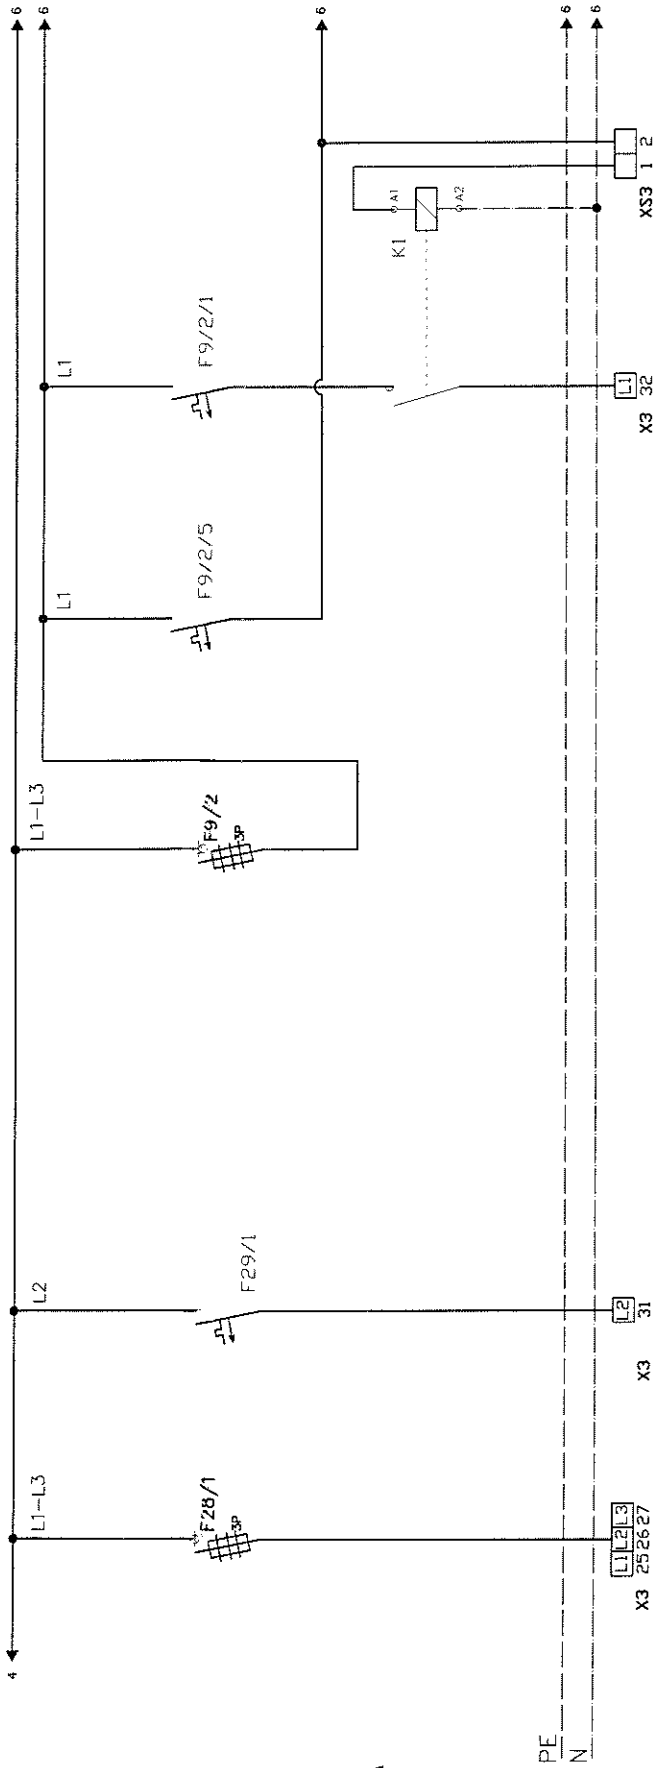 4
6
6
L1-L3
L2
L1-L3
L1
L1
F28/1
3P
F29/1
F9/2
3P
F9/2/5
F9/2/1
6
K1
A1
A2
PE
6
N
6
L1 L2 L3
X3 25 26 27
L2
X3 31
L1
X3 32
XS3 1 2